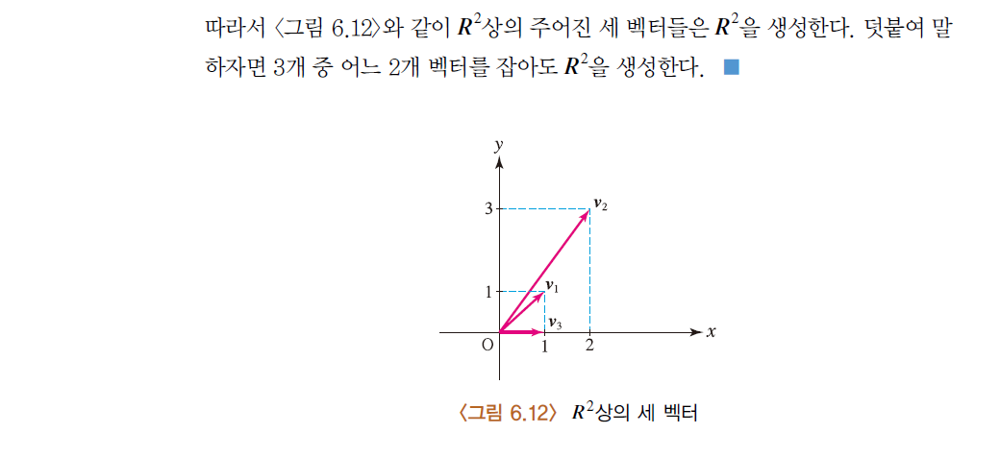 따라서 〈그림 6.12〉와 같이 R²상의 주어진 세 벡터들은 R²을 생성한다. 덧붙여 말
하자면 3개 중 어느 2개 벡터를 잡아도 R²을 생성한다. ■
y
3
v₂
1
v₁
v₃
O
1
2
x
〈그림 6.12〉 R²상의 세 벡터